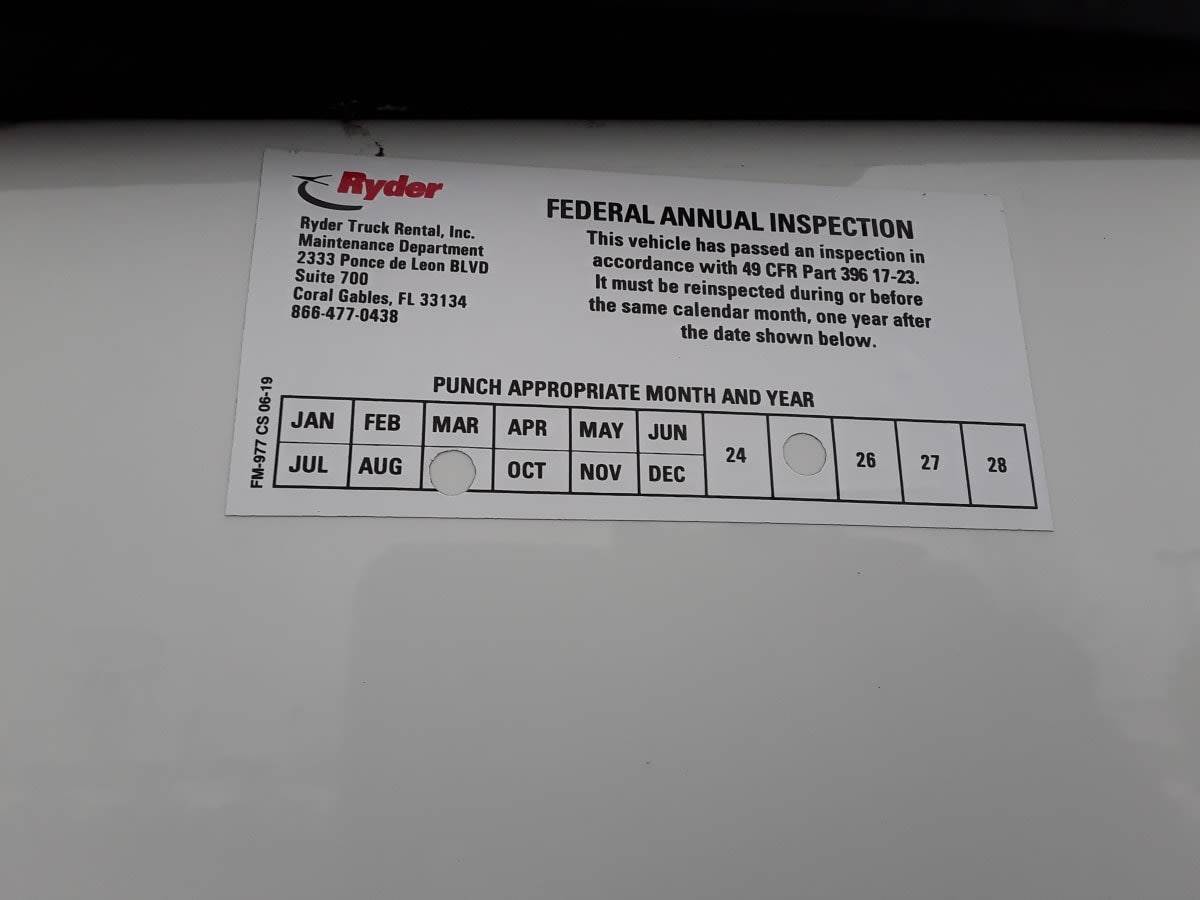 Ryder
Ryder Truck Rental, Inc.
Maintenance Department
2333 Ponce de Leon BLVD
Suite 700
Coral Gables, FL 33134
866-477-0438
FEDERAL ANNUAL INSPECTION
This vehicle has passed an inspection in
accordance with 49 CFR Part 396 17-23.
It must be reinspected during or before
the same calendar month, one year after
the date shown below.
FM-977 CS 06-19
PUNCH APPROPRIATE MONTH AND YEAR
JAN FEB MAR APR MAY JUN
JUL AUG OCT NOV DEC
24 26 27 28